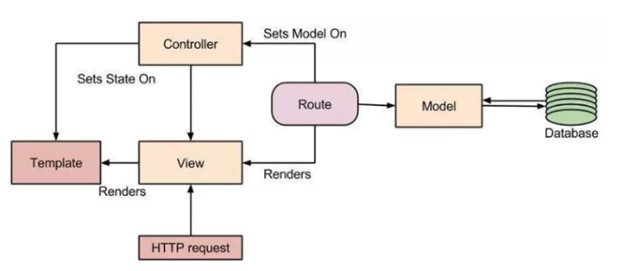 Sets Model On
Controller
Sets State On
Route
Model
Database
Template
View
Renders
Renders
HTTP request